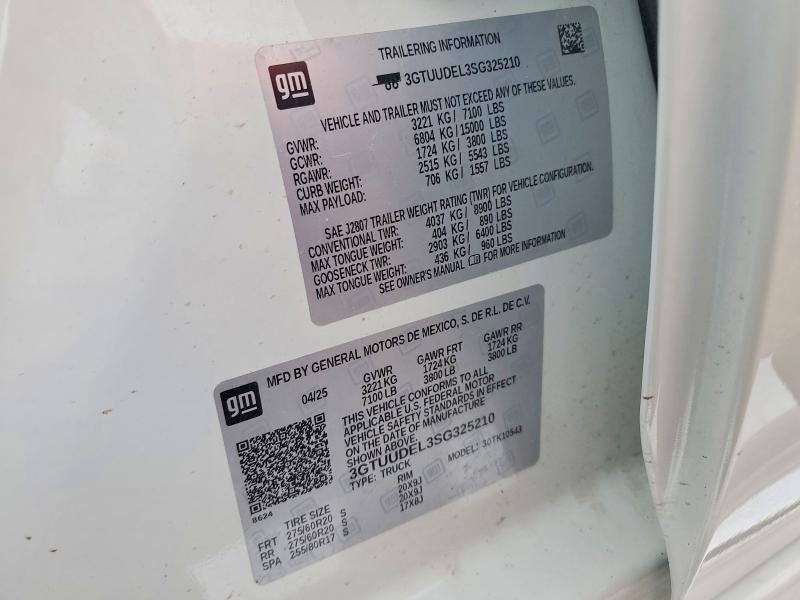 TRAILERING INFORMATION
gm
3GTUUDEL3SG325210
VEHICLE AND TRAILER MUST NOT EXCEED ANY OF THESE VALUES.
GVWR: 3221 KG / 7100 LBS
GCWR: 6804 KG / 15000 LBS
RGAWR: 1724 KG / 3800 LBS
CURB WEIGHT: 2515 KG / 5543 LBS
MAX PAYLOAD: 706 KG / 1557 LBS
SAE J2807 TRAILER WEIGHT RATING (TWR) FOR VEHICLE CONFIGURATION.
CONVENTIONAL TWR: 4037 KG / 8900 LBS
MAX TONGUE WEIGHT: 404 KG / 890 LBS
GOOSENECK TWR: 2903 KG / 6400 LBS
MAX TONGUE WEIGHT: 436 KG / 960 LBS
SEE OWNER'S MANUAL FOR MORE INFORMATION
gm
MFD BY GENERAL MOTORS DE MEXICO, S. DE R.L. DE C.V.
04/25 GVWR GAWR FRT GAWR RR
3221 KG 1724 KG 1724 KG
7100 LB 3800 LB 3800 LB
THIS VEHICLE CONFORMS TO ALL
APPLICABLE U.S. FEDERAL MOTOR
VEHICLE SAFETY STANDARDS IN EFFECT
ON THE DATE OF MANUFACTURE
SHOWN ABOVE.
3GTUUDEL3SG325210
TYPE: TRUCK MODEL: 30TK10543
8624
TIRE SIZE RIM
FRT 275/60R20 S 20X9J
RR 275/60R20 S 20X9J
SPA 255/80R17 S 17X8J